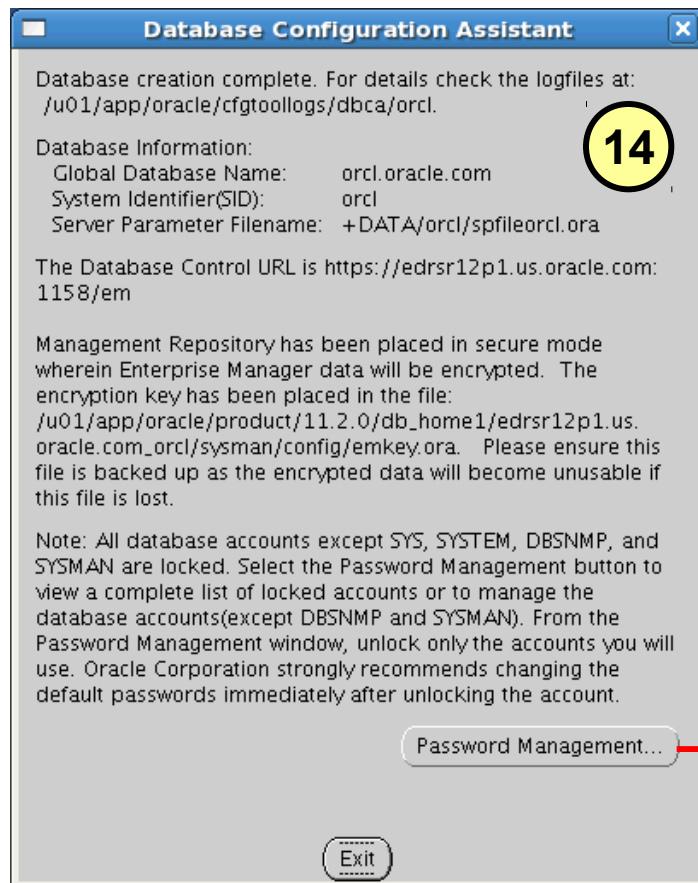 Database Configuration Assistant
Database creation complete. For details check the logfiles at:
/u01/app/oracle/cfgtoollogs/dbca/orcl.
14
Database Information:
Global Database Name: orcl.oracle.com
System Identifier(SID): orcl
Server Parameter Filename: +DATA/orcl/spfileorcl.ora
The Database Control URL is https://edrsr12p1.us.oracle.com:
1158/em
Management Repository has been placed in secure mode
wherein Enterprise Manager data will be encrypted. The
encryption key has been placed in the file:
/u01/app/oracle/product/11.2.0/db_home1/edrsr12p1.us.
oracle.com_orcl/sysman/config/emkey.ora. Please ensure this
file is backed up as the encrypted data will become unusable if
this file is lost.
Note: All database accounts except SYS, SYSTEM, DBSNMP, and
SYSMAN are locked. Select the Password Management button to
view a complete list of locked accounts or to manage the
database accounts(except DBSNMP and SYSMAN). From the
Password Management window, unlock only the accounts you will
use. Oracle Corporation strongly recommends changing the
default passwords immediately after unlocking the account.
Password Management...
Exit